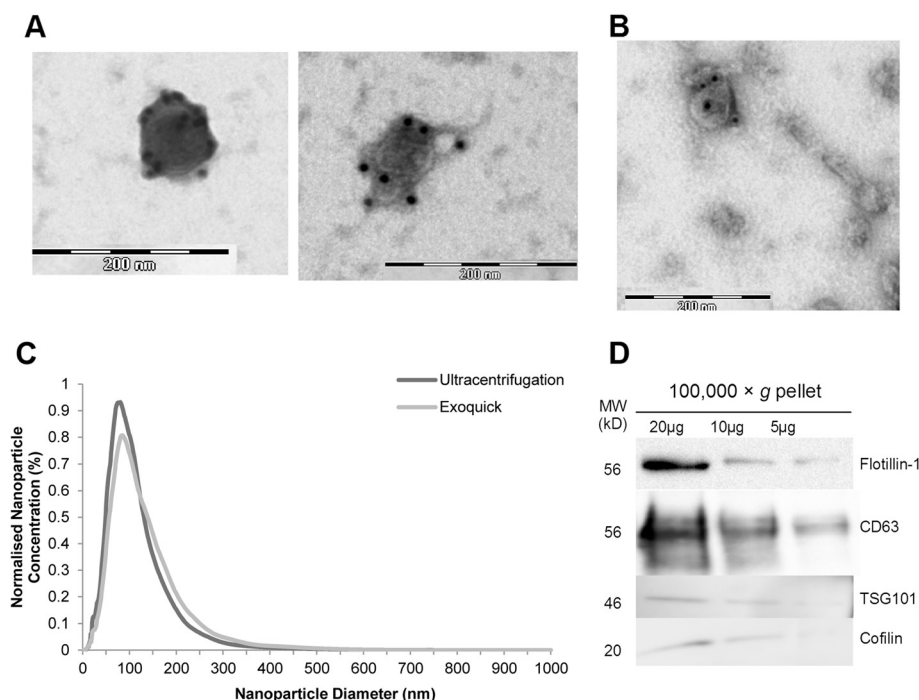 A
B
200 nm
200 nm
200 nm
C
D
1
0.9
0.8
0.7
0.6
0.5
0.4
0.3
0.2
0.1
0
Normalised Nanoparticle
Concentration (%)
Ultracentrifugation
Exoquick
0 100 200 300 400 500 600 700 800 900 1000
Nanoparticle Diameter (nm)
100,000 × g pellet
MW
(kD)
20µg 10µg 5µg
56 Flotillin-1
56 CD63
46 TSG101
20 Cofilin